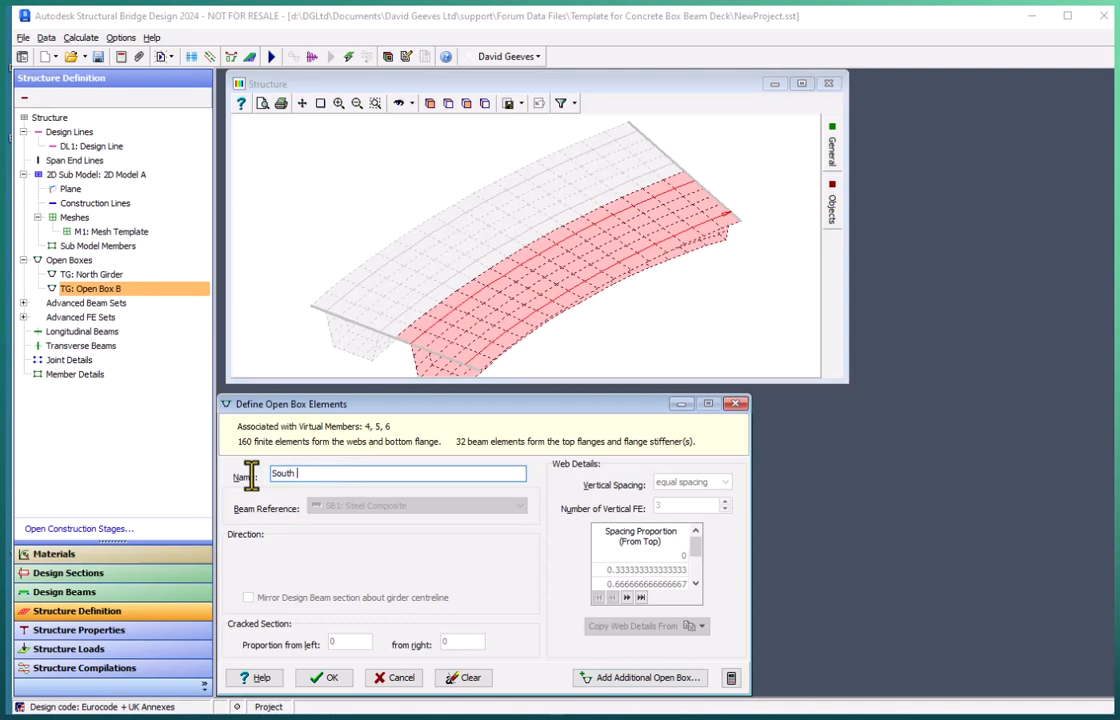 Autodesk Structural Bridge Design 2024 - NOT FOR RESALE - [d:\DGLtd\Documents\David Geeves Ltd\support\Forum Data Files\Template for Concrete Box Beam Deck\NewProject.sst]
File Data Calculate Options Help
David Geeves
Structure Definition
Structure
Structure
Design Lines
DL1: Design Line
Span End Lines
2D Sub Model: 2D Model A
Plane
Construction Lines
Meshes
M1: Mesh Template
Sub Model Members
Open Boxes
TG: North Girder
TG: Open Box B
Advanced Beam Sets
Advanced FE Sets
Longitudinal Beams
Transverse Beams
Joint Details
Member Details
General
Objects
Define Open Box Elements
Associated with Virtual Members: 4, 5, 6
160 finite elements form the webs and bottom flange. 32 beam elements form the top flanges and flange stiffener(s).
Name: South
Beam Reference: SB1: Steel Composite
Direction:
Mirror Design Beam section about girder centreline
Cracked Section:
Proportion from left: 0 from right: 0
Web Details:
Vertical Spacing: equal spacing
Number of Vertical FE: 3
Spacing Proportion
(From Top)
0
0.333333333333333
0.666666666666667
Copy Web Details From
Help OK Cancel Clear Add Additional Open Box...
Open Construction Stages...
Materials
Design Sections
Design Beams
Structure Definition
Structure Properties
Structure Loads
Structure Compilations
Design code: Eurocode + UK Annexes Project